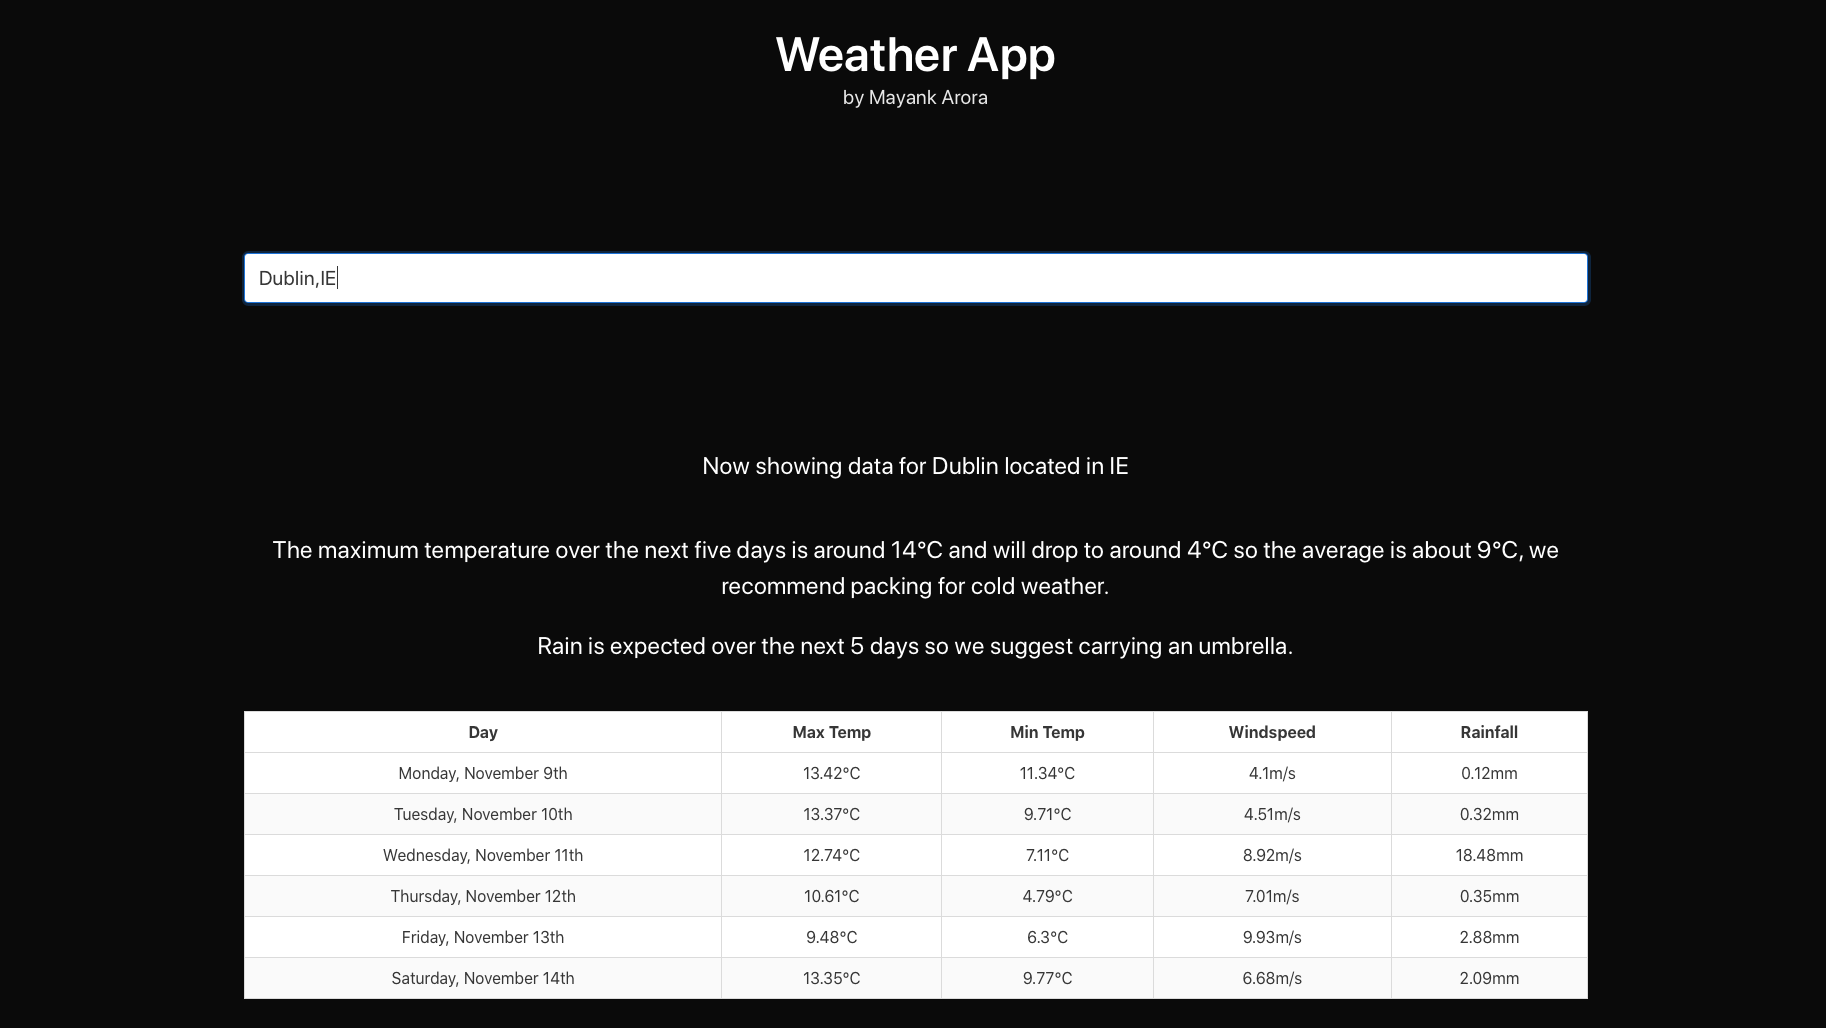 Weather App
by Mayank Arora
Dublin,IE
Now showing data for Dublin located in IE
The maximum temperature over the next five days is around 14°C and will drop to around 4°C so the average is about 9°C, we
recommend packing for cold weather.
Rain is expected over the next 5 days so we suggest carrying an umbrella.
Day Max Temp Min Temp Windspeed Rainfall
Monday, November 9th 13.42°C 11.34°C 4.1m/s 0.12mm
Tuesday, November 10th 13.37°C 9.71°C 4.51m/s 0.32mm
Wednesday, November 11th 12.74°C 7.11°C 8.92m/s 18.48mm
Thursday, November 12th 10.61°C 4.79°C 7.01m/s 0.35mm
Friday, November 13th 9.48°C 6.3°C 9.93m/s 2.88mm
Saturday, November 14th 13.35°C 9.77°C 6.68m/s 2.09mm